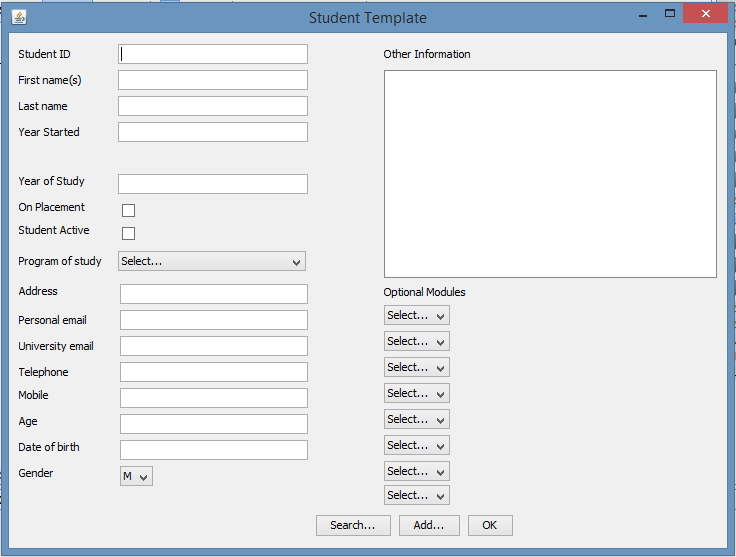 Student Template
Student ID
First name(s)
Last name
Year Started
Year of Study
On Placement
Student Active
Program of study Select...
Address
Personal email
University email
Telephone
Mobile
Age
Date of birth
Gender M
Other Information
Optional Modules
Select...
Select...
Select...
Select...
Select...
Select...
Select...
Select...
Search... Add... OK